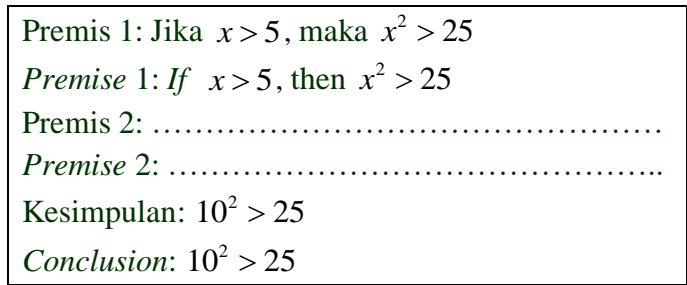 Premis 1: Jika x > 5, maka x² > 25
Premise 1: If x > 5, then x² > 25
Premis 2: …………………………………………
Premise 2: ………………………………………..
Kesimpulan: 10² > 25
Conclusion: 10² > 25